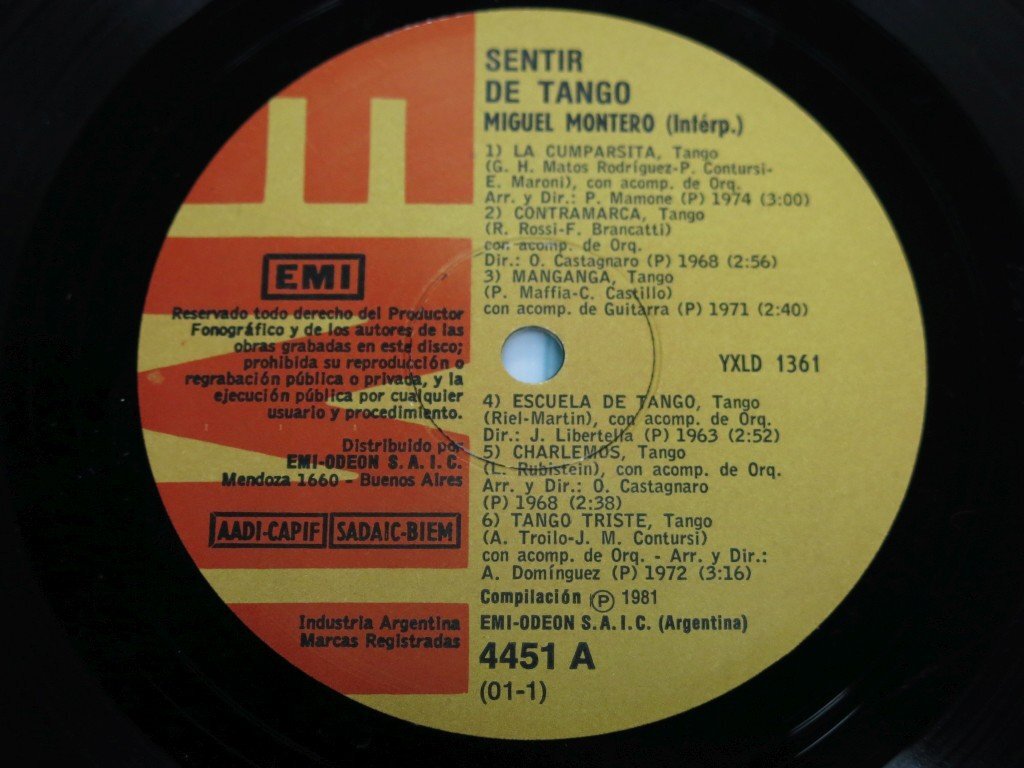 SENTIR
DE TANGO
MIGUEL MONTERO (Intérp.)
1) LA CUMPARSITA, Tango
(G. H. Matos Rodríguez-P. Contursi-
E. Maroni), con acomp. de Orq.
Arr. y Dir.: P. Mamone (P) 1974 (3:00)
2) CONTRAMARCA, Tango
(R. Rossi-F. Brancatti)
con acomp. de Orq.
Dir.: O. Castagnaro (P) 1968 (2:56)
3) MANGANGA, Tango
(P. Maffia-C. Castillo)
con acomp. de Guitarra (P) 1971 (2:40)
YXLD 1361
4) ESCUELA DE TANGO, Tango
(Riel-Martin), con acomp. de Orq.
Dir.: J. Libertella (P) 1963 (2:52)
5) CHARLEMOS, Tango
(L. Rubistein), con acomp. de Orq.
Arr. y Dir.: O. Castagnaro
(P) 1968 (2:38)
6) TANGO TRISTE, Tango
(A. Troilo-J. M. Contursi)
con acomp. de Orq. - Arr. y Dir.:
A. Domínguez (P) 1972 (3:16)
Compilación Ⓟ 1981
EMI-ODEON S.A.I.C. (Argentina)
4451 A
(01-1)
EMI
EMI
Reservado todo derecho del Productor
Fonográfico y de los autores de las
obras grabadas en este disco;
prohibida su reproducción o
regrabación pública o privada, y la
ejecución pública por cualquier
usuario y procedimiento.
Distribuido por
EMI-ODEON S.A.I.C.
Mendoza 1660 - Buenos Aires
AADI-CAPIF SADAIC-BIEM
Industria Argentina
Marcas Registradas